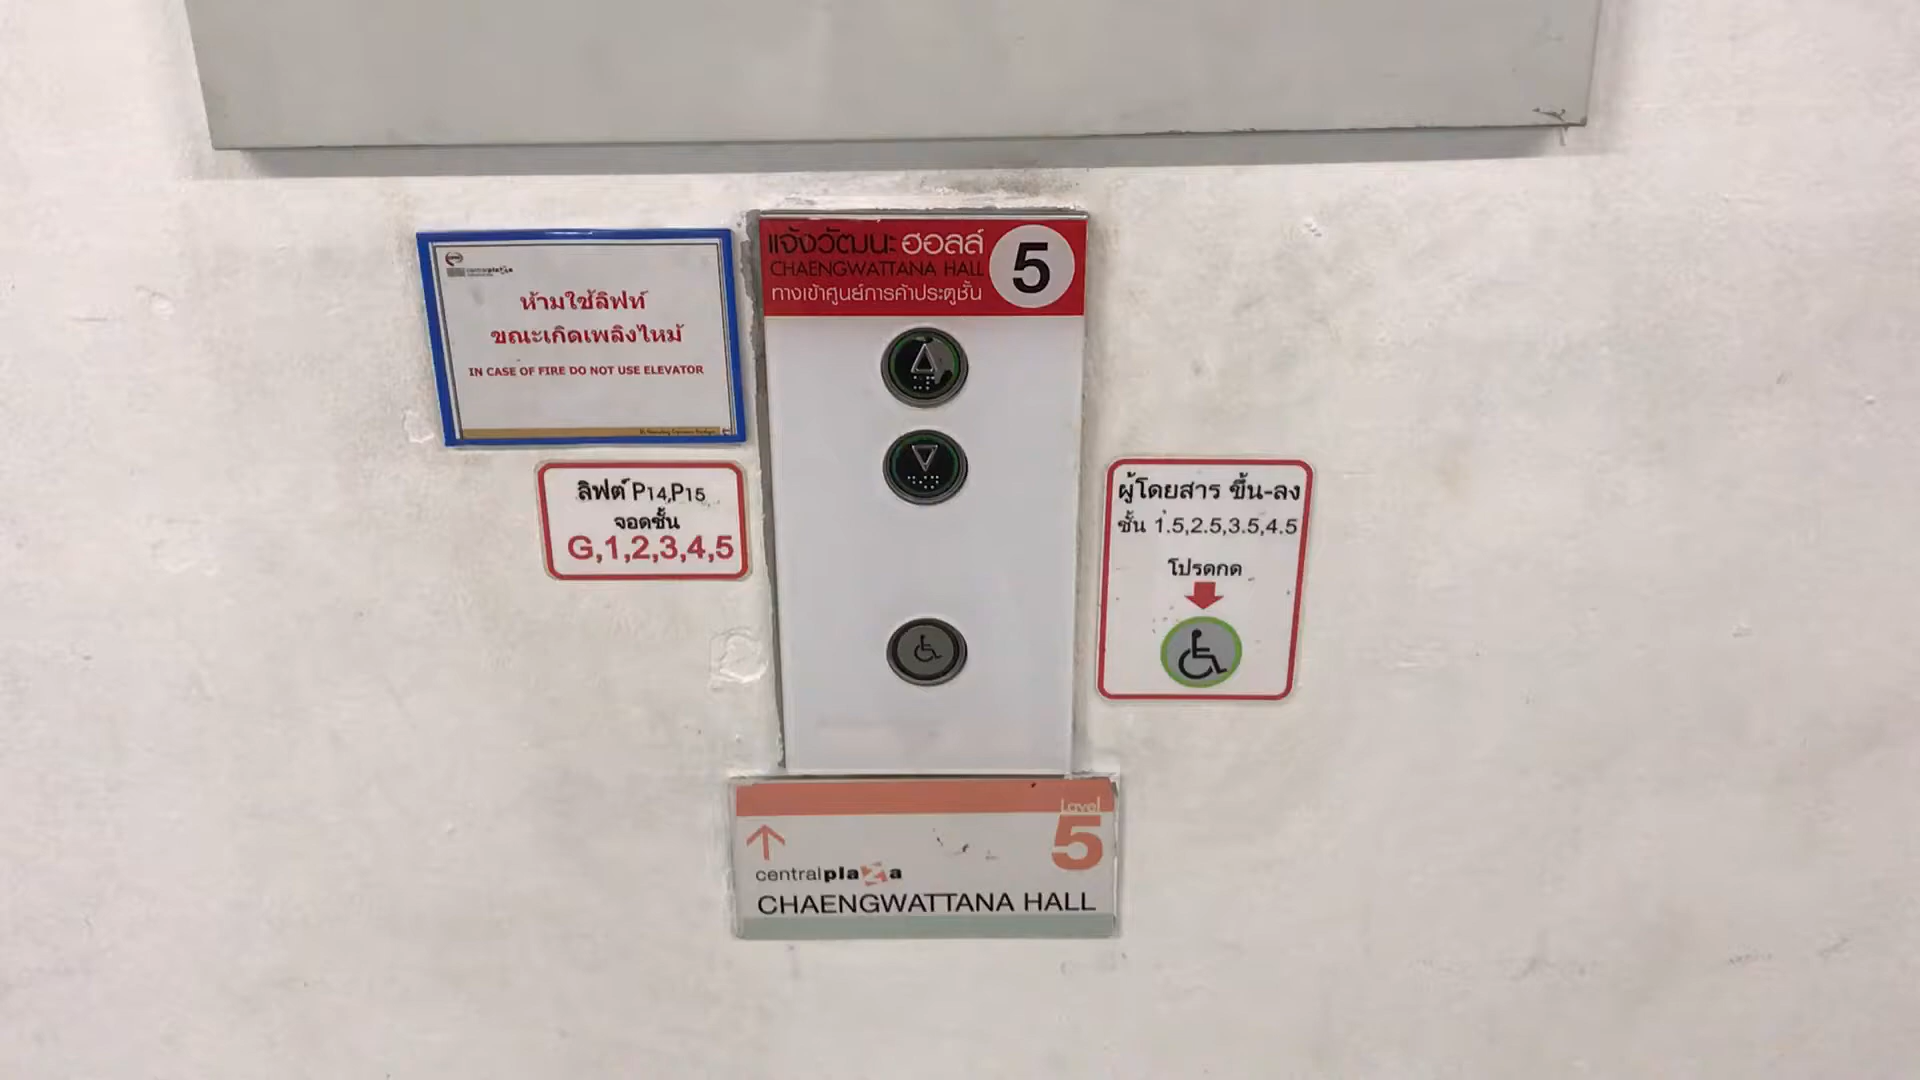 centralplaza
ห้ามใช้ลิฟท์
ขณะเกิดเพลิงไหม้
IN CASE OF FIRE DO NOT USE ELEVATOR
แจ้งวัฒนะ ฮอลล์
CHAENGWATTANA HALL
ทางเข้าศูนย์การค้าประตูชั้น
5
ลิฟต์ P14,P15
จอดชั้น
G,1,2,3,4,5
ผู้โดยสาร ขึ้น-ลง
ชั้น 1.5,2.5,3.5,4.5
โปรดกด
Level
5
centralplaza
CHAENGWATTANA HALL